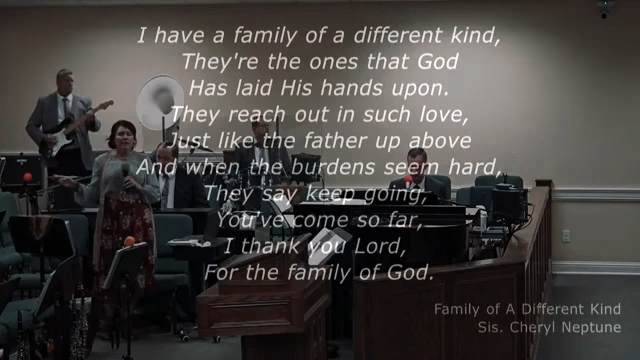 I have a family of a different kind,
They're the ones that God
Has laid His hands upon.
They reach out in such love,
Just like the father up above
And when the burdens seem hard,
They say keep going,
You've come so far,
I thank you Lord,
For the family of God.
Family of A Different Kind
Sis. Cheryl Neptune